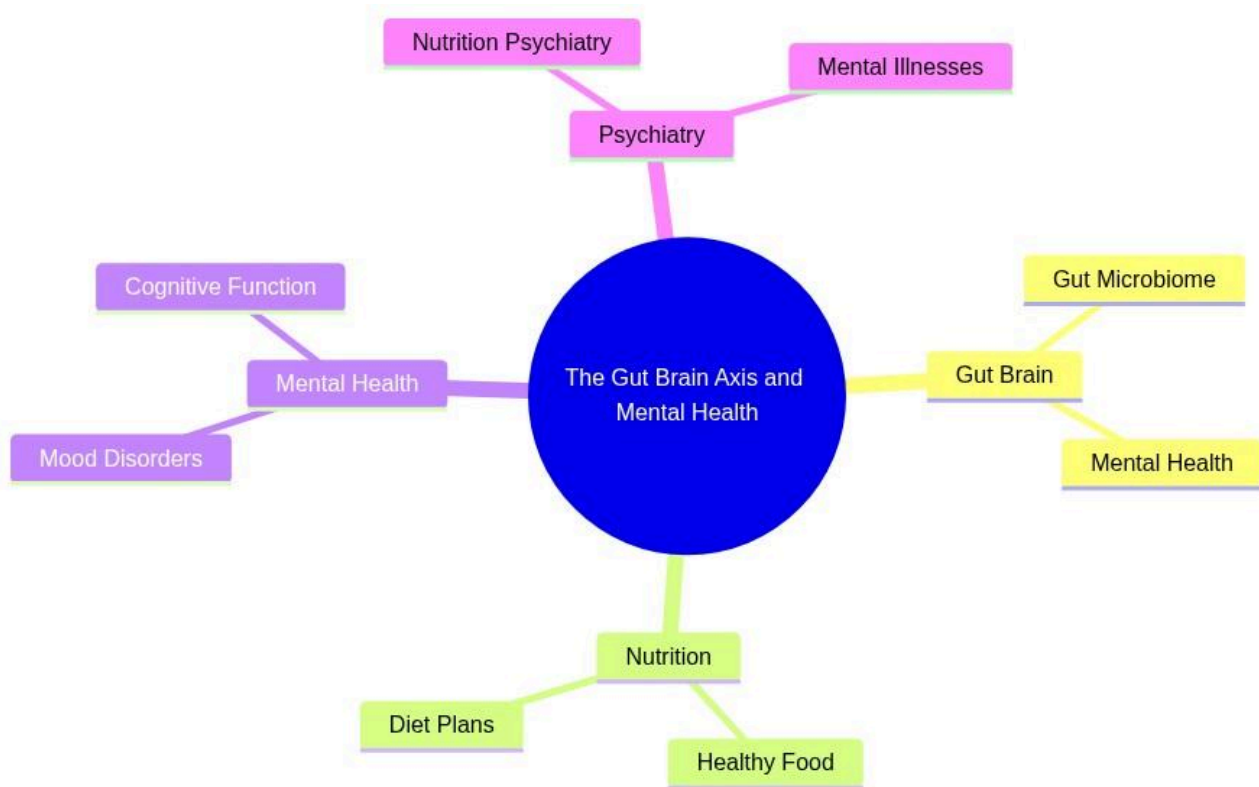 Nutrition Psychiatry
Mental Illnesses
Psychiatry
Cognitive Function
Mental Health
Mood Disorders
The Gut Brain Axis and
Mental Health
Gut Microbiome
Gut Brain
Mental Health
Nutrition
Diet Plans
Healthy Food